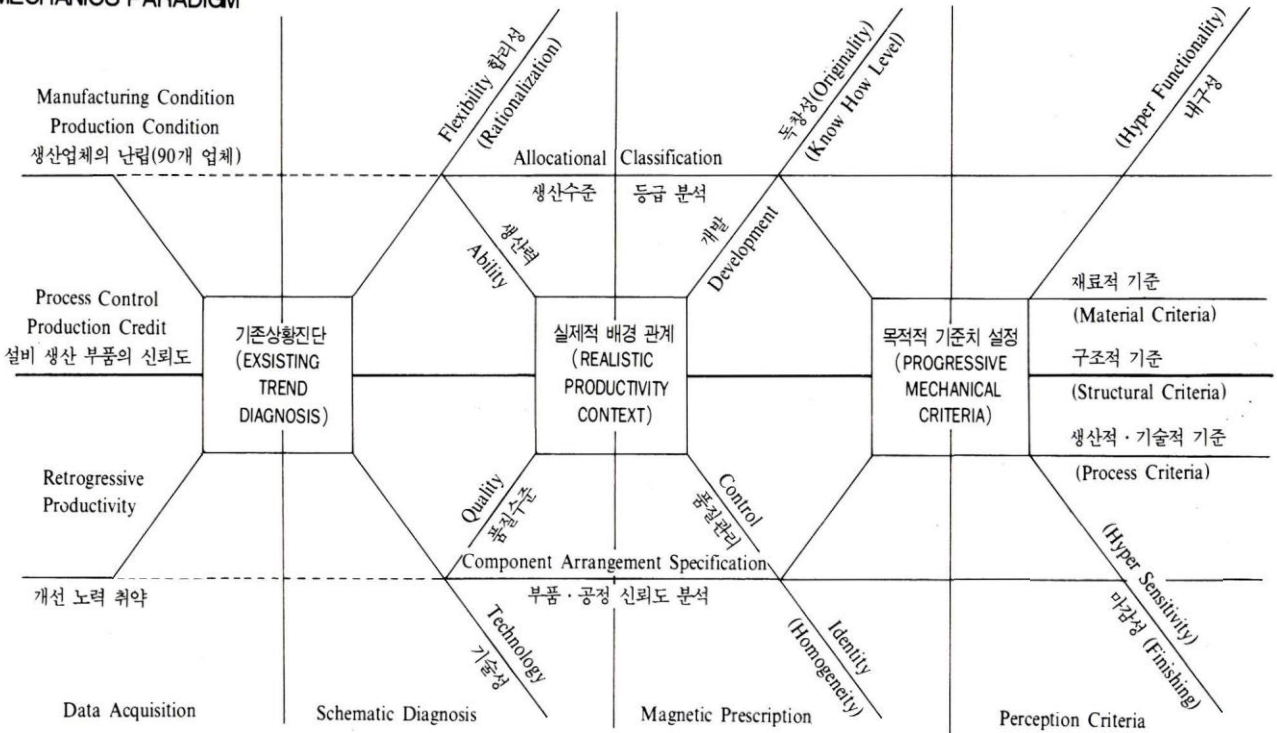 MECHANICS PARADIGM
Manufacturing Condition
Production Condition
생산업체의 난립(90개 업체)
Flexibility 합리성
(Rationalization)
Allocational Classification
생산수준 등급 분석
독창성(Originality)
(Know How Level)
(Hyper Functionality)
내구성
생산력
Ability
개발
Development
Process Control
Production Credit
설비 생산 부품의 신뢰도
기존상황진단
(EXSISTING
TREND
DIAGNOSIS)
실제적 배경 관계
(REALISTIC
PRODUCTIVITY
CONTEXT)
목적적 기준치 설정
(PROGRESSIVE
MECHANICAL
CRITERIA)
재료적 기준
(Material Criteria)
구조적 기준
(Structural Criteria)
생산적·기술적 기준
(Process Criteria)
Retrogressive
Productivity
개선 노력 취약
Quality
품질수준
Control
품질관리
Component Arrangement Specification
부품·공정 신뢰도 분석
Technology
기술성
Identity
(Homogeneity)
(Hyper Sensitivity)
마감성 (Finishing)
Data Acquisition
Schematic Diagnosis
Magnetic Prescription
Perception Criteria